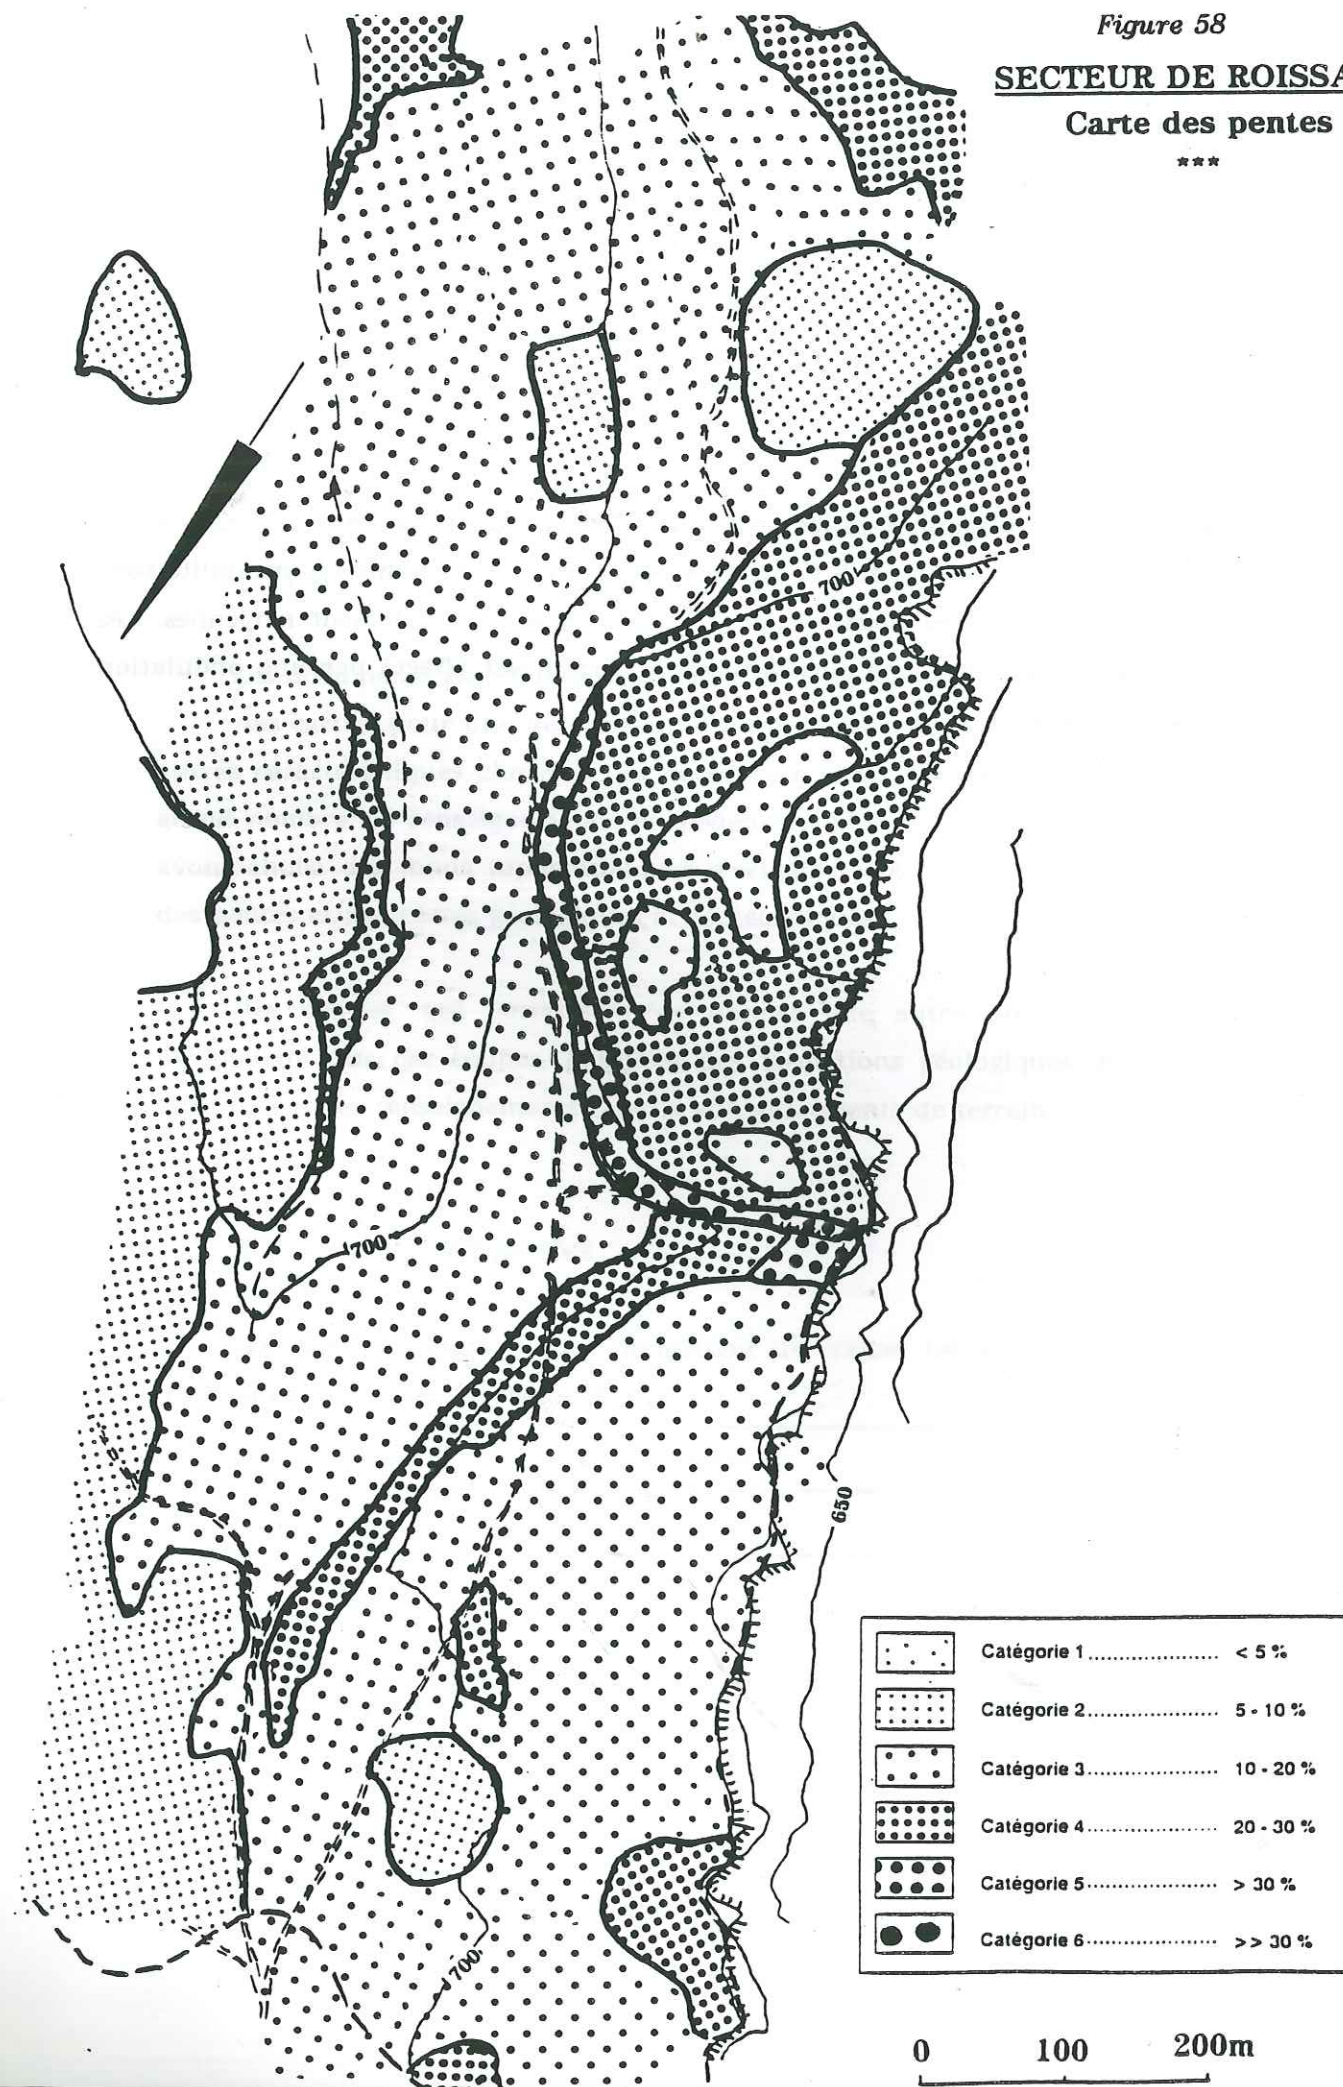 Figure 58
SECTEUR DE
Carte des pentes
***
700
700
650
700
Catégorie 1 ...................... < 5 %
Catégorie 2 ...................... 5 - 10 %
Catégorie 3 ...................... 10 - 20 %
Catégorie 4 ...................... 20 - 30 %
Catégorie 5 ...................... > 30 %
Catégorie 6 ...................... >> 30 %
0 100 200m